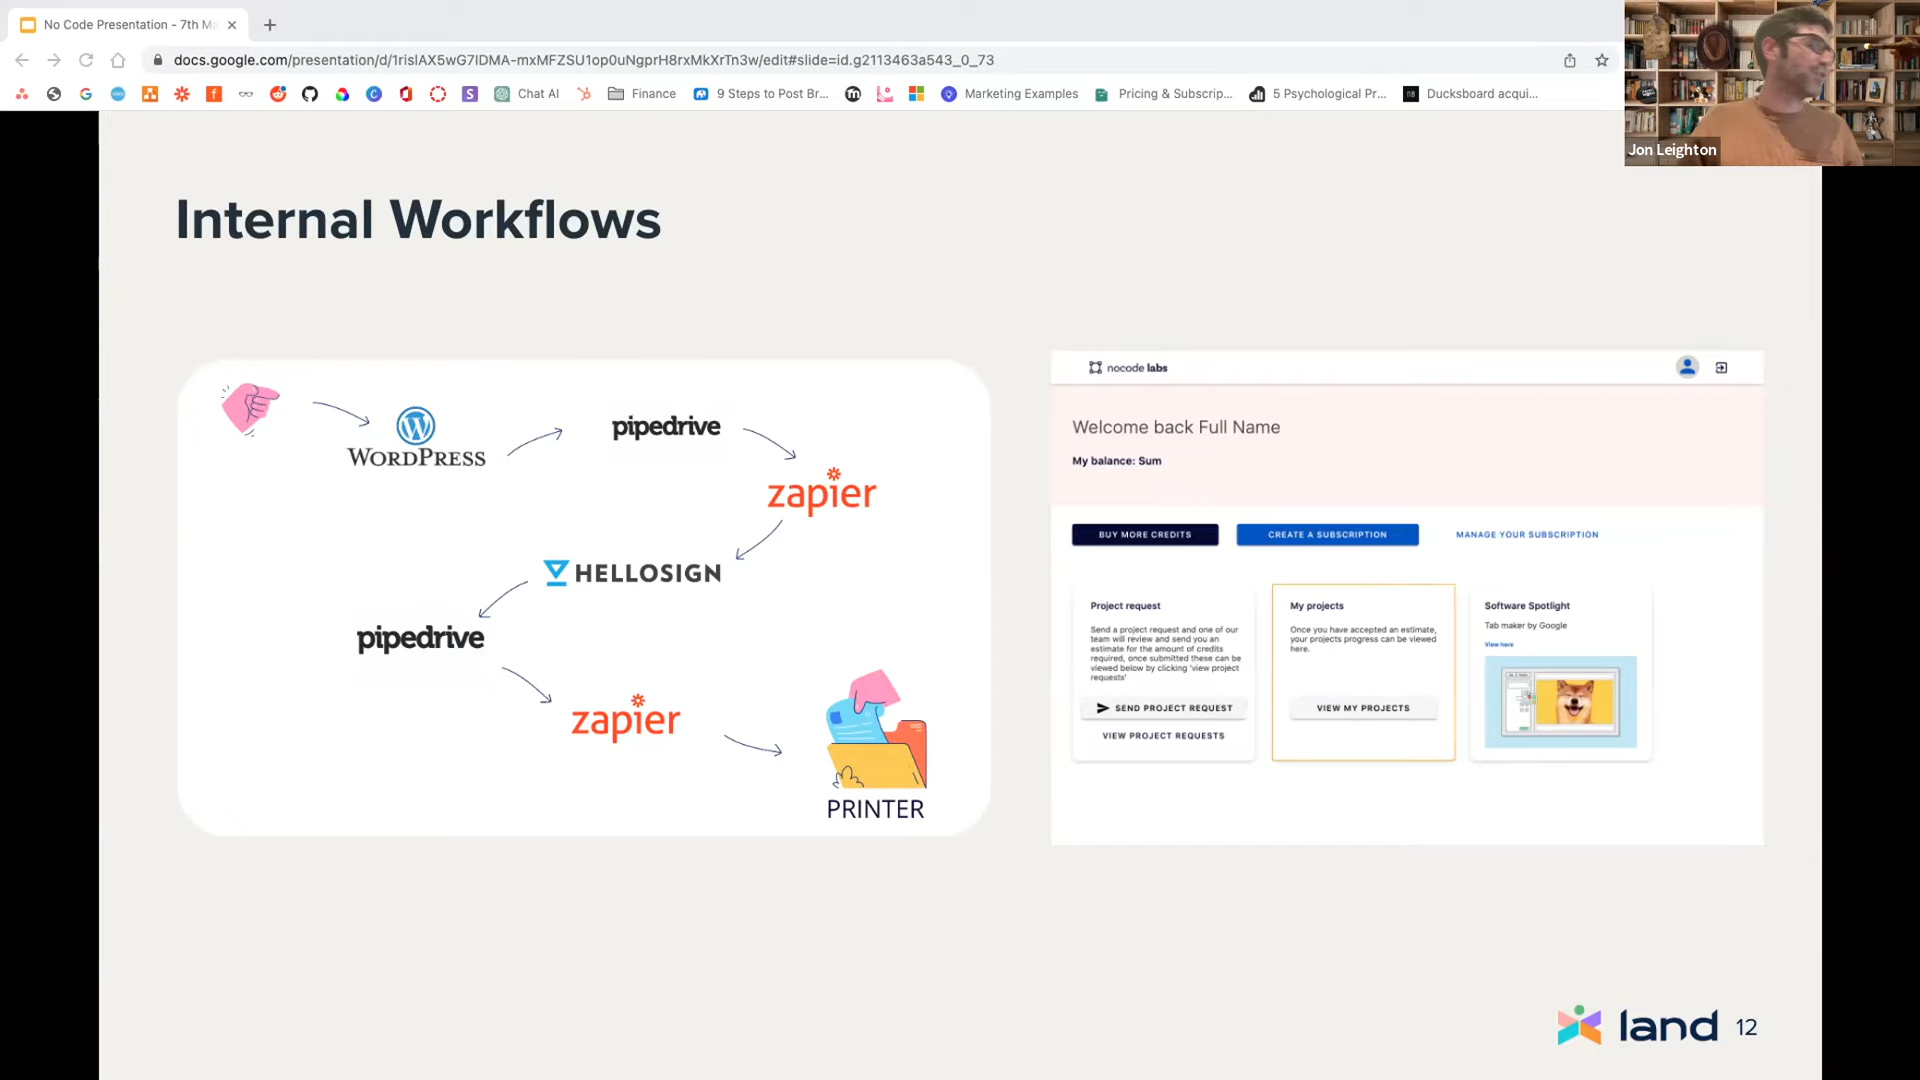 No Code Presentation - 7th Ma
docs.google.com/presentation/d/1rislAX5wG7IDMA-mxMFZSU1op0uNgprH8rxMkXrTn3w/edit#slide=id.g2113463a543_0_73
Chat AI
Finance
9 Steps to Post Br...
Marketing Examples
Pricing & Subscrip...
5 Psychological Pr...
Ducksboard acqui...
Jon Leighton
Internal Workflows
WORDPRESS
pipedrive
zapier
HELLOSIGN
pipedrive
zapier
PRINTER
nocode labs
Welcome back Full Name
My balance: Sum
BUY MORE CREDITS
CREATE A SUBSCRIPTION
MANAGE YOUR SUBSCRIPTION
Project request
Send a project request and one of our
team will review and send you an
estimate for the amount of credits
required, once submitted these can be
viewed below by clicking 'view project
requests'
SEND PROJECT REQUEST
VIEW PROJECT REQUESTS
My projects
Once you have accepted an estimate,
your projects progress can be viewed
here.
VIEW MY PROJECTS
Software Spotlight
Tab maker by Google
View here
land 12